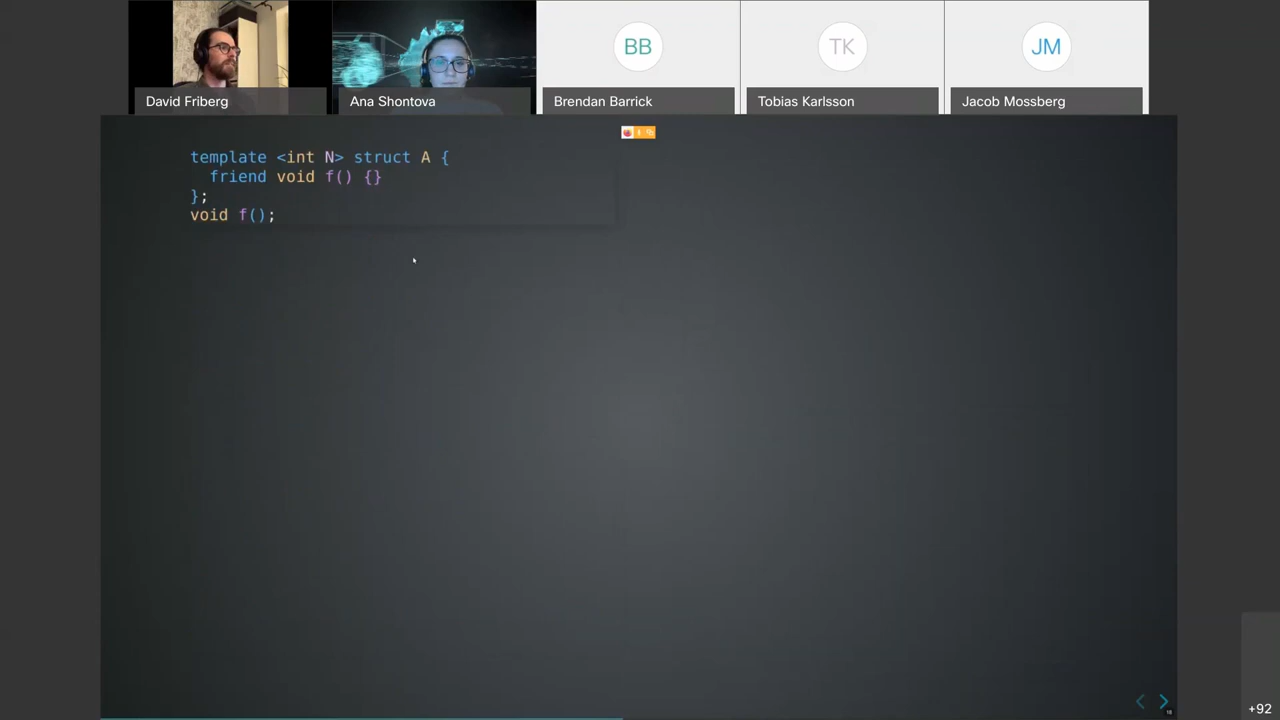 BB
TK
JM
David Friberg
Ana Shontova
Brendan Barrick
Tobias Karlsson
Jacob Mossberg
template <int N> struct A {
friend void f() {}
};
void f();
+92